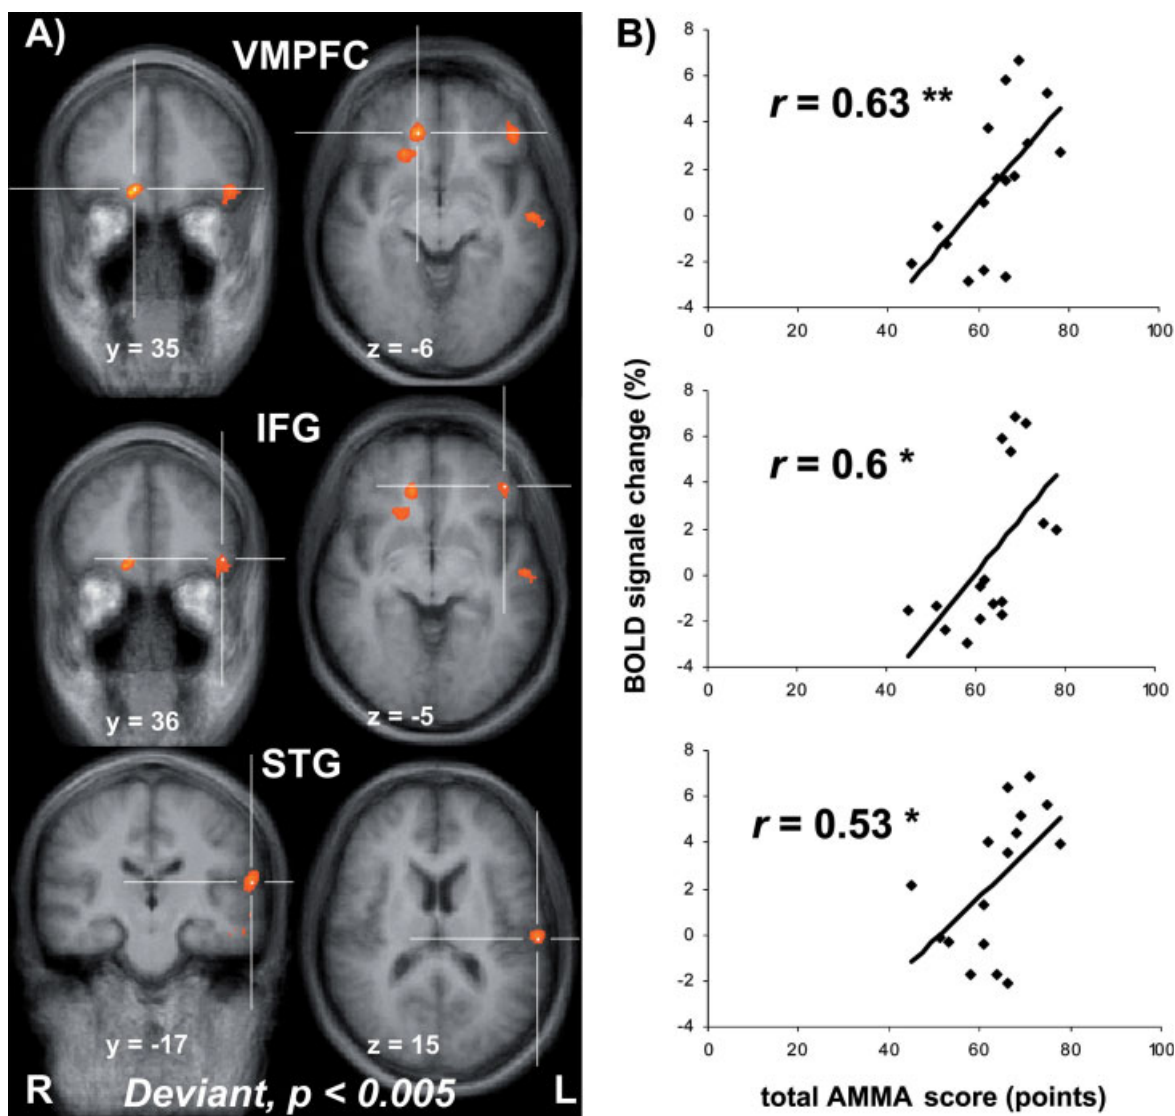 A)
VMPFC
y = 35
z = -6
IFG
y = 36
z = -5
STG
y = -17
z = 15
R
Deviant, p < 0.005
L
B)
BOLD signale change (%)
8
6
4
2
0
-2
-4
r = 0.63 **
0 20 40 60 80 100
8
6
4
2
0
-2
-4
r = 0.6 *
0 20 40 60 80 100
8
6
4
2
0
-2
-4
r = 0.53 *
0 20 40 60 80 100
total AMMA score (points)